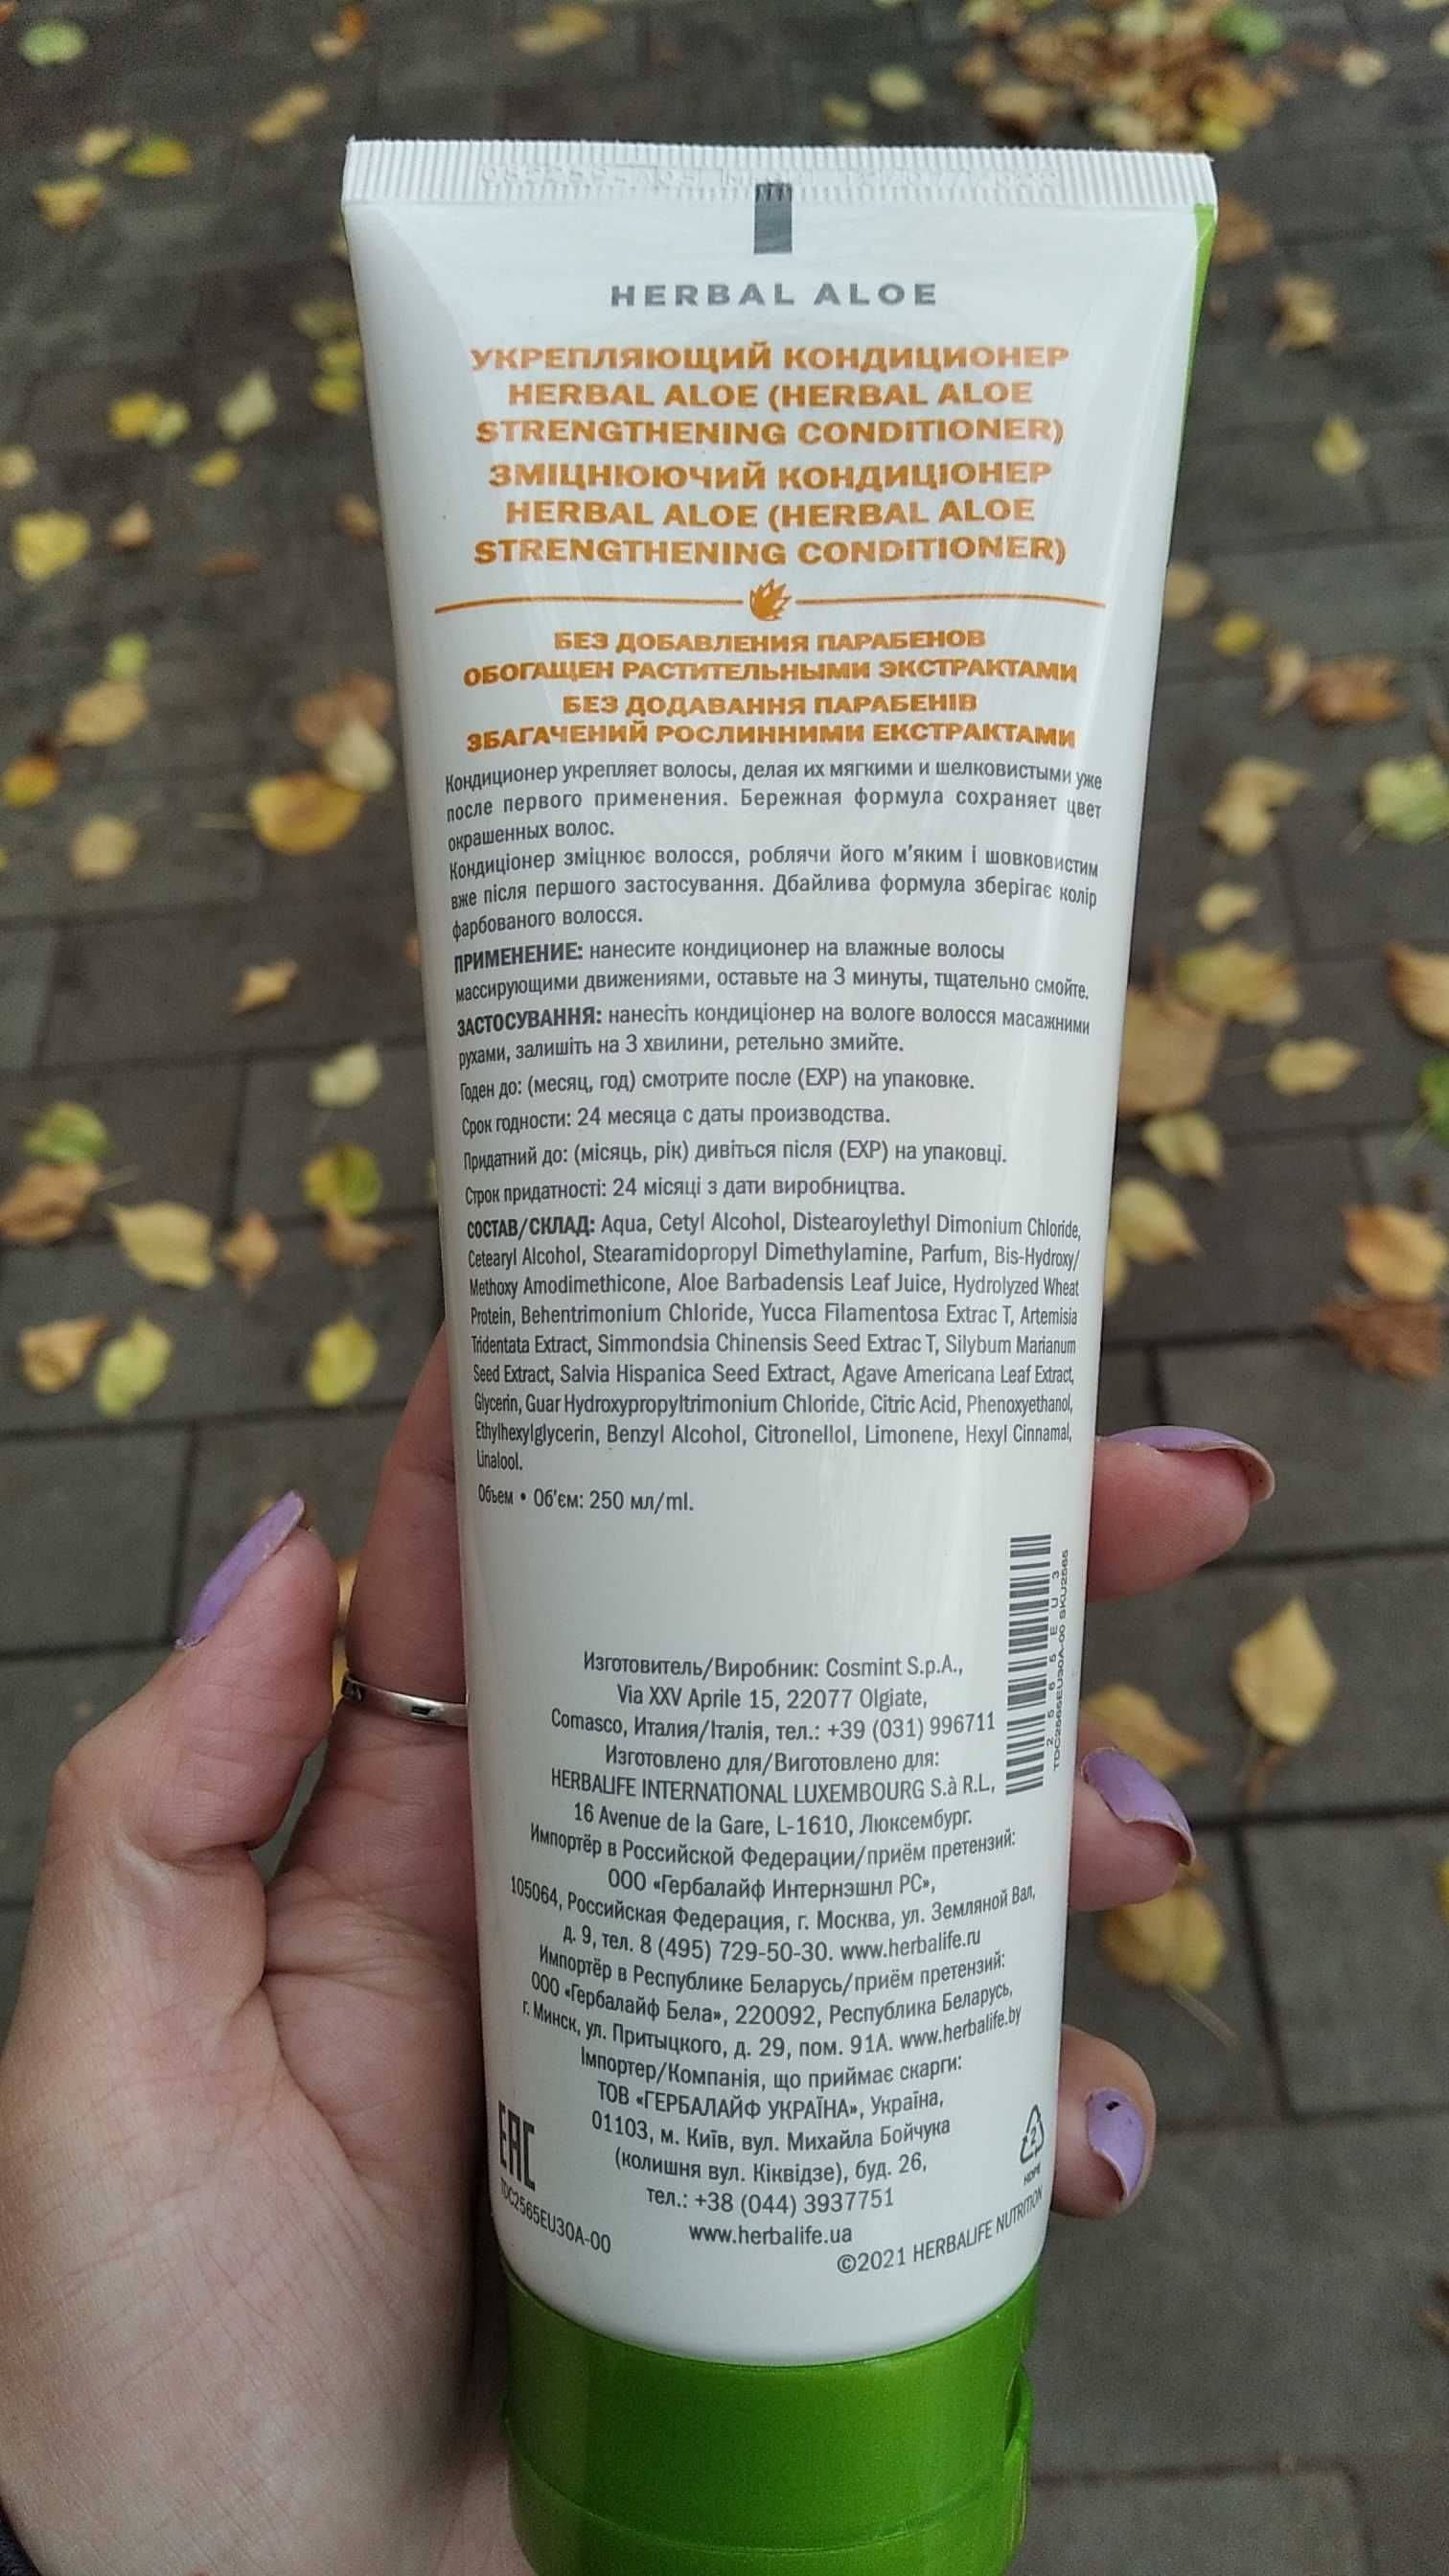 HERBAL ALOE
УКРЕПЛЯЮЩИЙ КОНДИЦИОНЕР
HERBAL ALOE (HERBAL ALOE
STRENGTHENING CONDITIONER)
ЗМІЦНЮЮЧИЙ КОНДИЦІОНЕР
HERBAL ALOE (HERBAL ALOE
STRENGTHENING CONDITIONER)
БЕЗ ДОБАВЛЕНИЯ ПАРАБЕНОВ
ОБОГАЩЕН РАСТИТЕЛЬНЫМИ ЭКСТРАКТАМИ
БЕЗ ДОДАВАННЯ ПАРАБЕНІВ
ЗБАГАЧЕНИЙ РОСЛИННИМИ ЕКСТРАКТАМИ
Кондиционер укрепляет волосы, делая их мягкими и шелковистыми уже
после первого применения. Бережная формула сохраняет цвет
окрашенных волос.
Кондиціонер зміцнює волосся, роблячи його м'яким і шовковистим
вже після першого застосування. Дбайлива формула зберігає колір
фарбованого волосся.
ПРИМЕНЕНИЕ: нанесите кондиционер на влажные волосы
массирующими движениями, оставьте на 3 минуты, тщательно смойте.
ЗАСТОСУВАННЯ: нанесіть кондиціонер на вологе волосся масажними
рухами, залишіть на 3 хвилини, ретельно змийте.
Годен до: (месяц, год) смотрите после (EXP) на упаковке.
Срок годности: 24 месяца с даты производства.
Придатний до: (місяць, рік) дивіться після (EXP) на упаковці.
Строк придатності: 24 місяці з дати виробництва.
СОСТАВ/СКЛАД: Aqua, Cetyl Alcohol, Distearoylethyl Dimonium Chloride,
Cetearyl Alcohol, Stearamidopropyl Dimethylamine, Parfum, Bis-Hydroxy/
Methoxy Amodimethicone, Aloe Barbadensis Leaf Juice, Hydrolyzed Wheat
Protein, Behentrimonium Chloride, Yucca Filamentosa Extrac T, Artemisia
Tridentata Extract, Simmondsia Chinensis Seed Extrac T, Silybum Marianum
Seed Extract, Salvia Hispanica Seed Extract, Agave Americana Leaf Extract,
Glycerin, Guar Hydroxypropyltrimonium Chloride, Citric Acid, Phenoxyethanol,
Ethylhexylglycerin, Benzyl Alcohol, Citronellol, Limonene, Hexyl Cinnamal,
Linalool.
Объем • Об'єм: 250 мл/ml.
2 5 6 5 E U 3
TDC2565EU30A-00 SKU2565
Изготовитель/Виробник: Cosmint S.p.A.,
Via XXV Aprile 15, 22077 Olgiate,
Comasco, Италия/Італія, тел.: +39 (031) 996711
Изготовлено для/Виготовлено для:
HERBALIFE INTERNATIONAL LUXEMBOURG S.à R.L.,
16 Avenue de la Gare, L-1610, Люксембург.
Импортёр в Российской Федерации/приём претензий:
ООО «Гербалайф Интернэшнл РС»,
105064, Российская Федерация, г. Москва, ул. Земляной Вал,
д. 9, тел. 8 (495) 729-50-30. www.herbalife.ru
Импортёр в Республике Беларусь/приём претензий:
ООО «Гербалайф Бела», 220092, Республика Беларусь,
г. Минск, ул. Притыцкого, д. 29, пом. 91А. www.herbalife.by
Імпортер/Компанія, що приймає скарги:
ТОВ «ГЕРБАЛАЙФ УКРАЇНА», Україна,
01103, м. Київ, вул. Михайла Бойчука
(колишня вул. Кіквідзе), буд. 26,
тел.: +38 (044) 3937751
www.herbalife.ua
EAC
TDC2565EU30A-00
2
HDPE
©2021 HERBALIFE NUTRITION